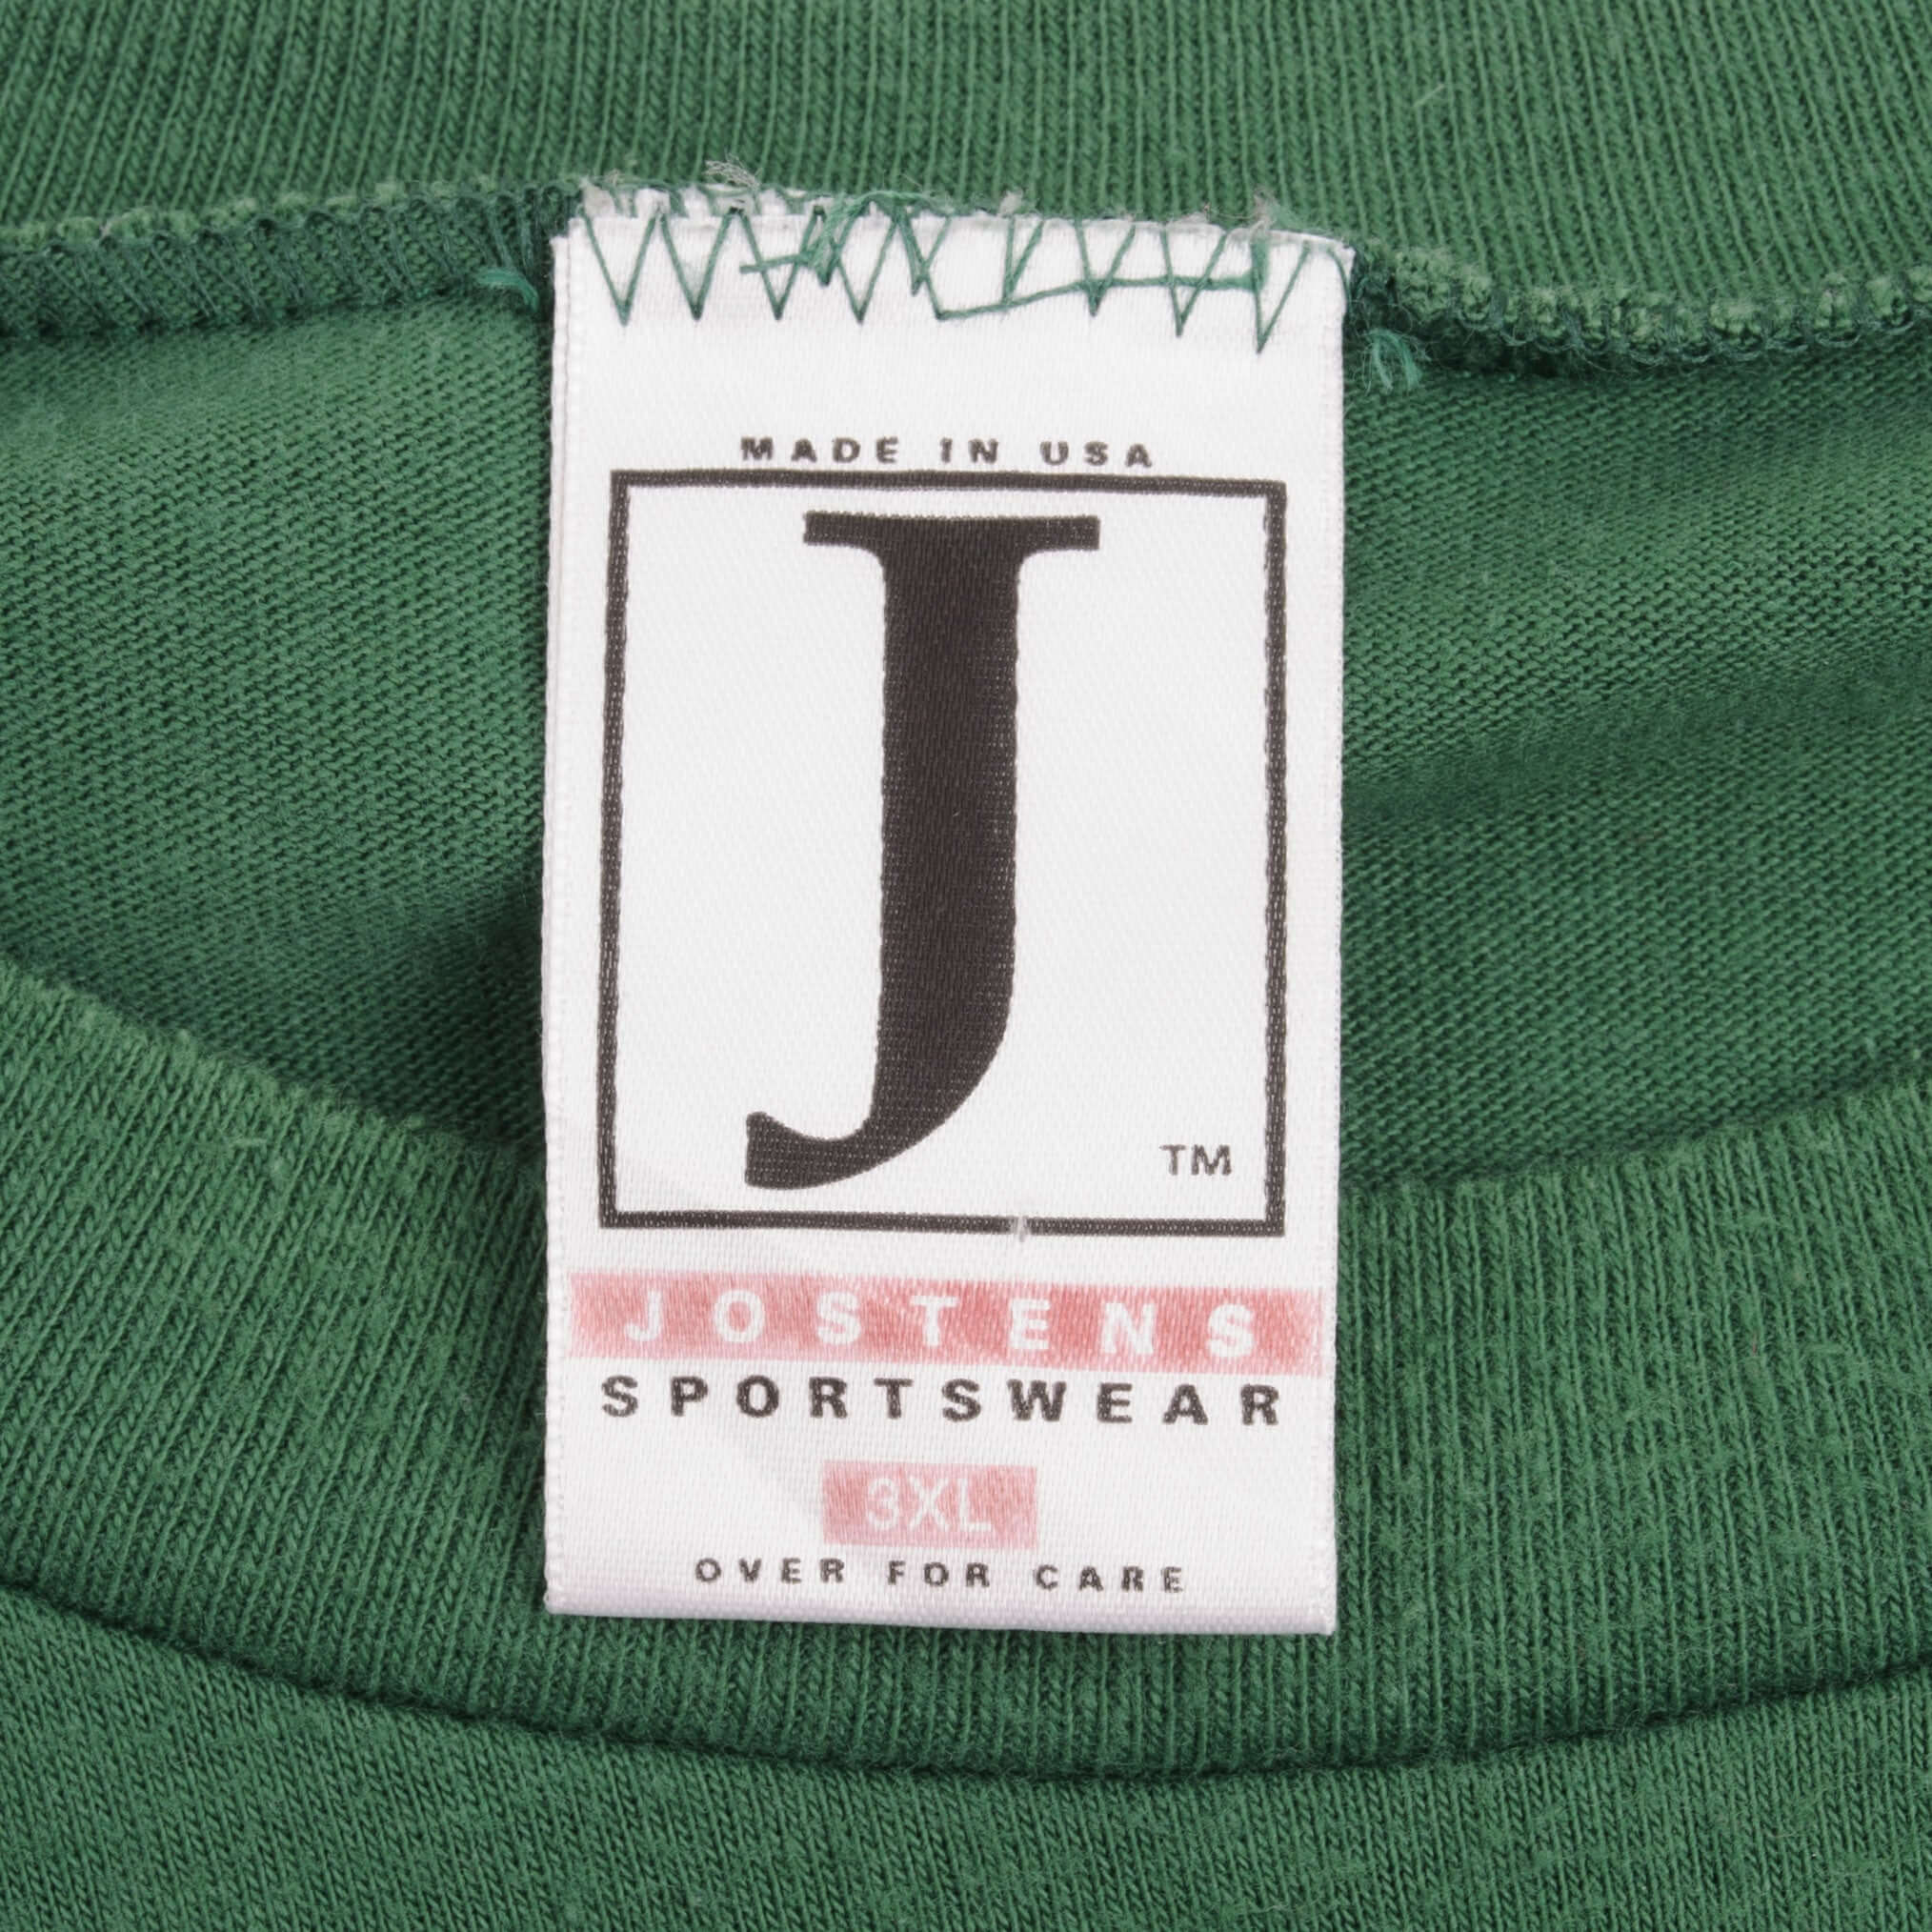 MADE IN USA
J
TM
JOSTENS
SPORTSWEAR
3XL
OVER FOR CARE